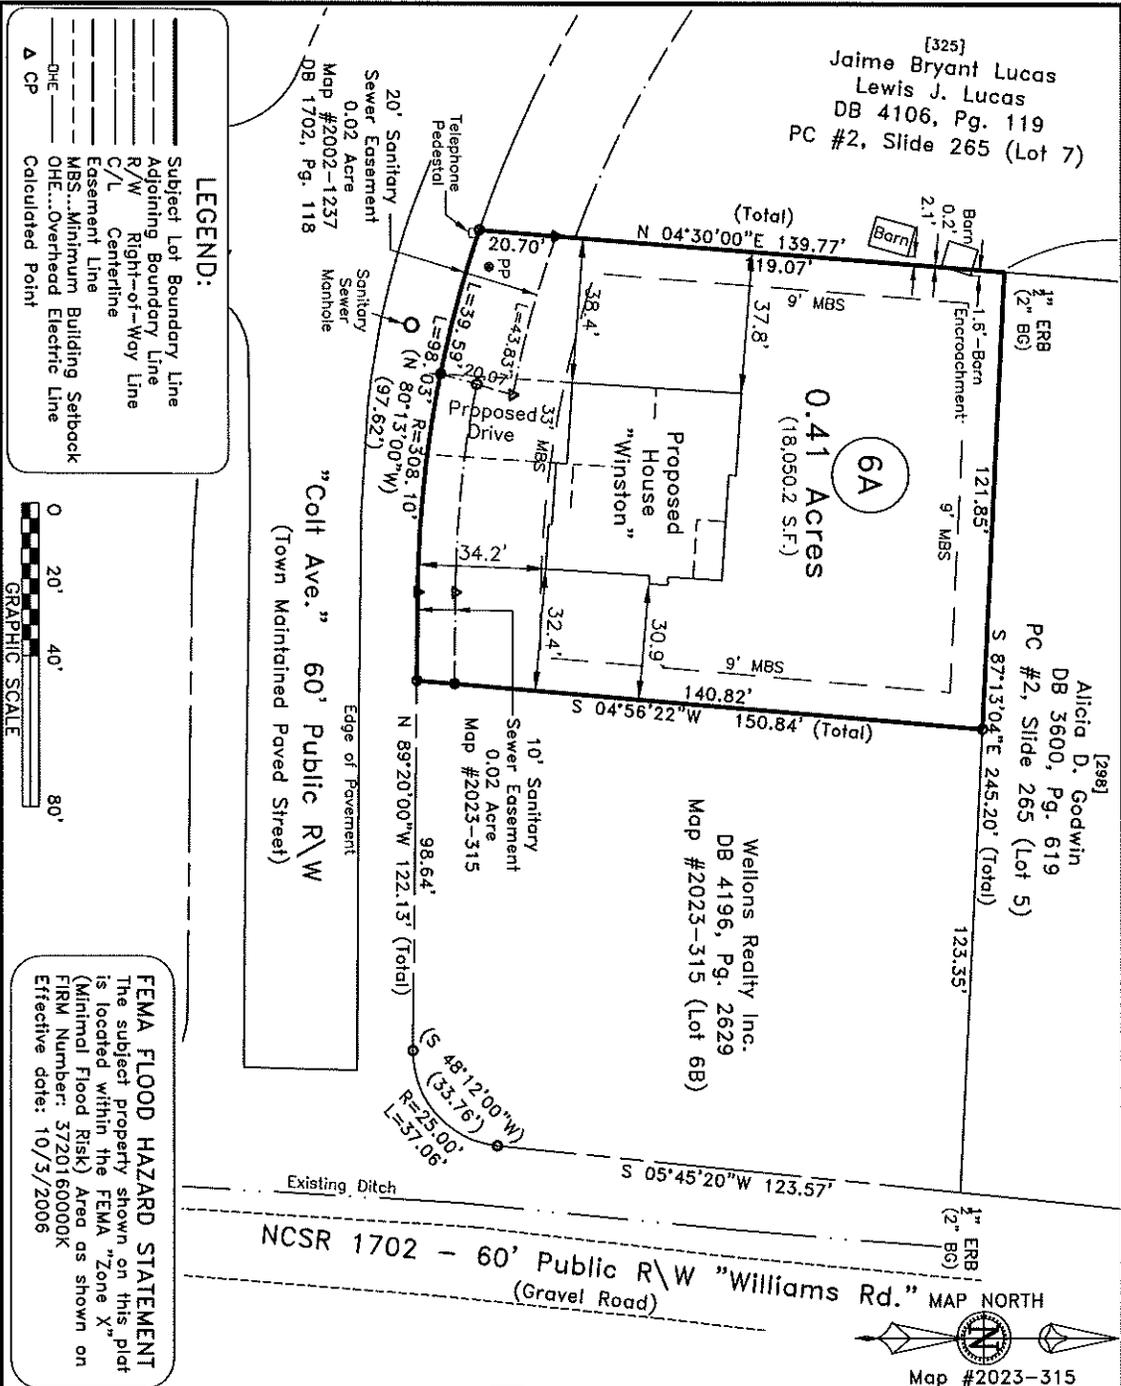 [325]
Jaime Bryant Lucas
Lewis J. Lucas
DB 4106, Pg. 119
PC #2, Slide 265 (Lot 7)
Barn
0.2'
2.1'
Barn
1.5'-Barn
Encroachment
1/2" ERB
(2" BG)
(Total)
N 04°30'00"E 139.77'
119.07'
20.70'
9' MBS
37.8'
38.4'
121.85'
9' MBS
6A
0.41 Acres
(18,050.2 S.F.)
Proposed
House
"Winston"
33' MBS
Proposed
Drive
PP
Telephone
Pedestal
20' Sanitary
Sewer Easement
0.02 Acre
Map #2002-1237
DB 1702, Pg. 118
Sanitary
Sewer
Manhole
L=39.59'
L=43.83'
20.07'
L=98.03' R=308.10'
(N 80°13'00"W)
(97.62')
34.2'
32.4'
30.9'
9' MBS
140.82'
S 04°56'22"W 150.84' (Total)
10' Sanitary
Sewer Easement
0.02 Acre
Map #2023-315
[298]
Alicia D. Godwin
DB 3600, Pg. 619
PC #2, Slide 265 (Lot 5)
S 87°13'04"E 245.20' (Total)
123.35'
Wellons Realty Inc.
DB 4196, Pg. 2629
Map #2023-315 (Lot 6B)
98.64'
N 89°20'00"W 122.13' (Total)
(S 48°12'00"W)
(33.76')
R=25.00'
L=37.06'
S 05°45'20"W 123.57'
1/2" ERB
(2" BG)
Edge of Pavement
"Colt Ave." 60' Public R\W
(Town Maintained Paved Street)
Existing Ditch
NCSR 1702 - 60' Public R\W "Williams Rd."
(Gravel Road)
MAP NORTH
N
Map #2023-315
LEGEND:
Subject Lot Boundary Line
Adjoining Boundary Line
R/W Right-of-Way Line
C/L Centerline
Easement Line
MBS...Minimum Building Setback
OHE OHE...Overhead Electric Line
CP Calculated Point
0 20' 40' 80'
GRAPHIC SCALE
FEMA FLOOD HAZARD STATEMENT
The subject property shown on this plat
is located within the FEMA "Zone X"
(Minimal Flood Risk) Area as shown on
FIRM Number: 3720160000K
Effective date: 10/3/2006